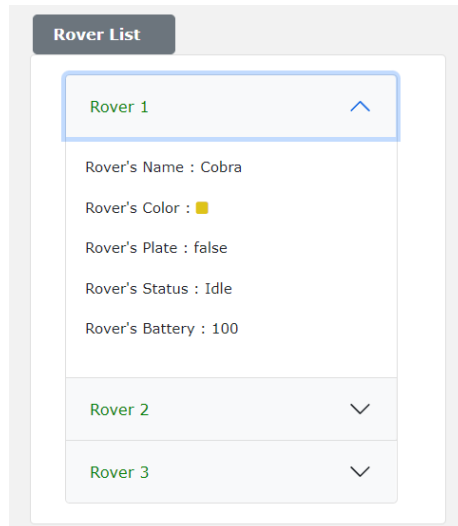 Rover List
Rover 1
Rover's Name : Cobra
Rover's Color :
Rover's Plate : false
Rover's Status : Idle
Rover's Battery : 100
Rover 2
Rover 3